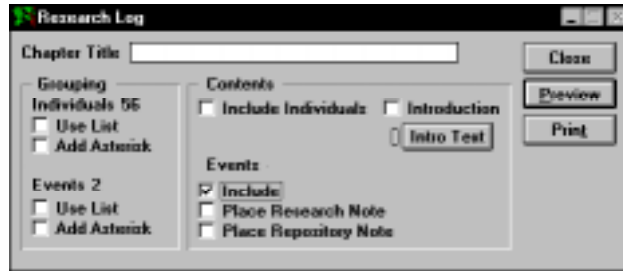 Research Log
Chapter Title
Close
Preview
Print
Grouping
Individuals 56
Use List
Add Asterisk
Events 2
Use List
Add Asterisk
Contents
Include Individuals
Introduction
Intro Text
Events
Include
Place Research Note
Place Repository Note